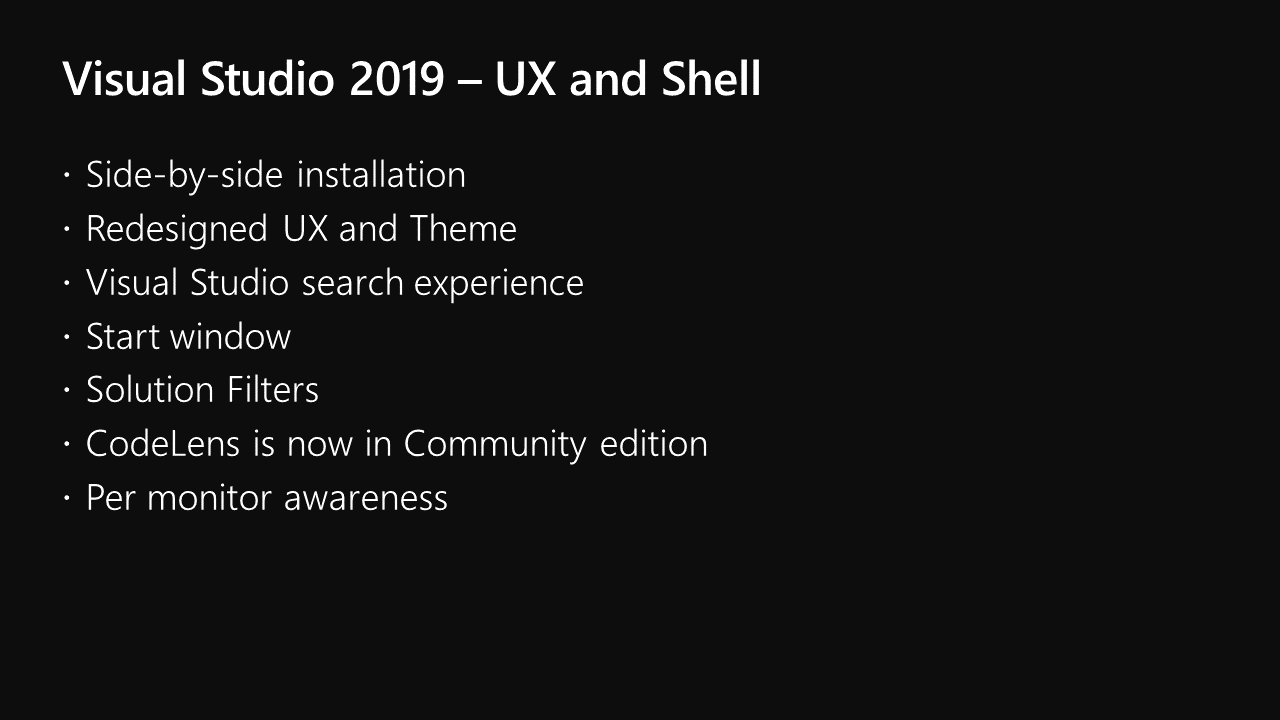 Visual Studio 2019 – UX and Shell
· Side-by-side installation
· Redesigned UX and Theme
· Visual Studio search experience
· Start window
· Solution Filters
· CodeLens is now in Community edition
· Per monitor awareness